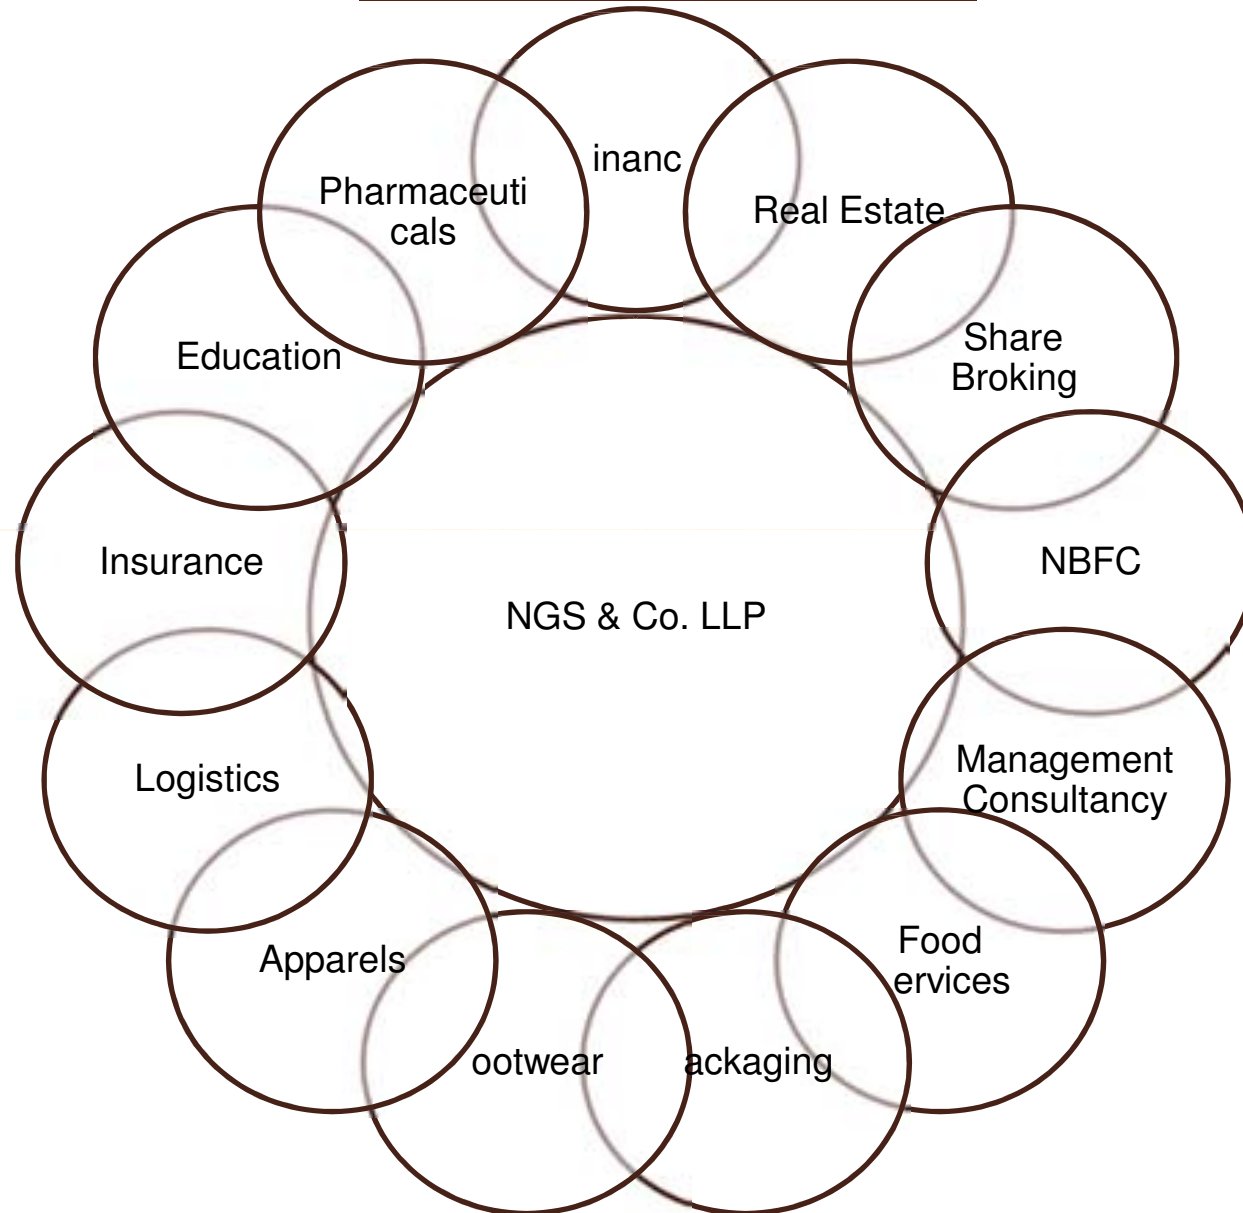 inanc
Real Estate
Share
Broking
NBFC
Management
Consultancy
Food
ervices
ackaging
ootwear
Apparels
Logistics
Insurance
Education
Pharmaceuti
cals
NGS & Co. LLP